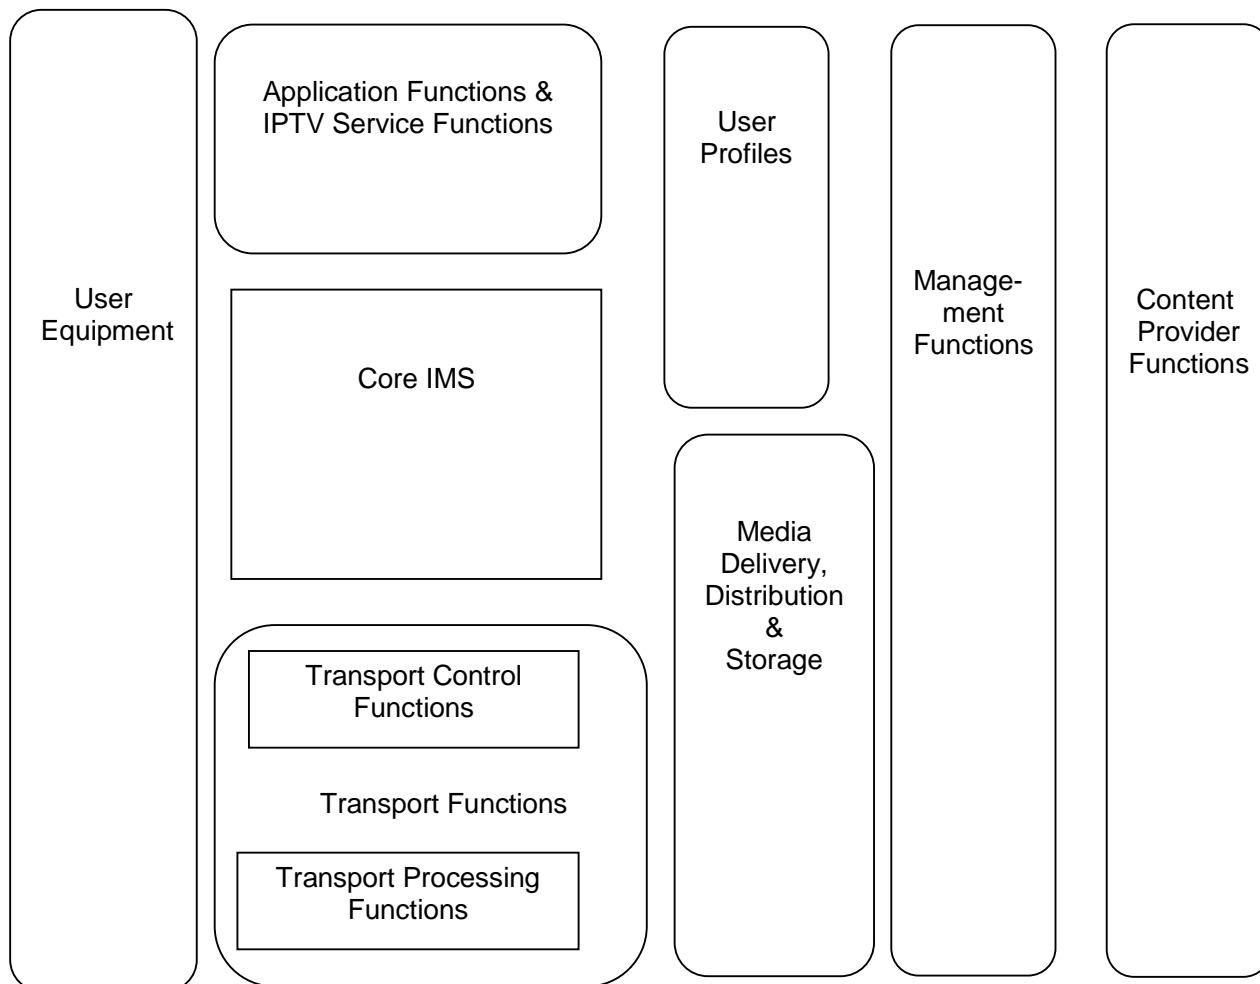 User
Equipment
Application Functions &
IPTV Service Functions
Core IMS
Transport Control
Functions
Transport Functions
Transport Processing
Functions
User
Profiles
Media
Delivery,
Distribution
&
Storage
Manage-
ment
Functions
Content
Provider
Functions